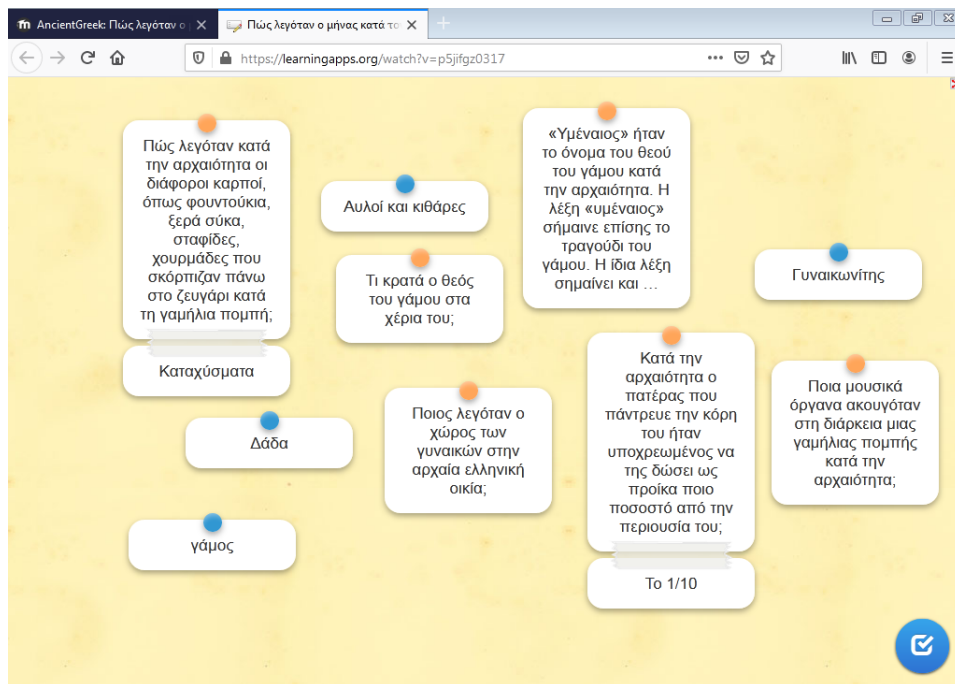 AncientGreek: Πώς λεγόταν ο
Πώς λεγόταν ο μήνας κατά το
https://learningapps.org/watch?v=p5jifgz0317
Πώς λεγόταν κατά
την αρχαιότητα οι
διάφοροι καρποί,
όπως φουντούκια,
ξερά σύκα,
σταφίδες,
χουρμάδες που
σκόρπιζαν πάνω
στο ζευγάρι κατά
τη γαμήλια πομπή;
Καταχύσματα
Αυλοί και κιθάρες
Τι κρατά ο θεός
του γάμου στα
χέρια του;
«Υμέναιος» ήταν
το όνομα του θεού
του γάμου κατά
την αρχαιότητα. Η
λέξη «υμέναιος»
σήμαινε επίσης το
τραγούδι του
γάμου. Η ίδια λέξη
σημαίνει και ...
Γυναικωνίτης
Δάδα
Ποιος λεγόταν ο
χώρος των
γυναικών στην
αρχαία ελληνική
οικία;
Κατά την
αρχαιότητα ο
πατέρας που
πάντρευε την κόρη
του ήταν
υποχρεωμένος να
της δώσει ως
προίκα ποιο
ποσοστό από την
περιουσία του;
Το 1/10
Ποια μουσικά
όργανα ακουγόταν
στη διάρκεια μιας
γαμήλιας πομπής
κατά την
αρχαιότητα;
γάμος